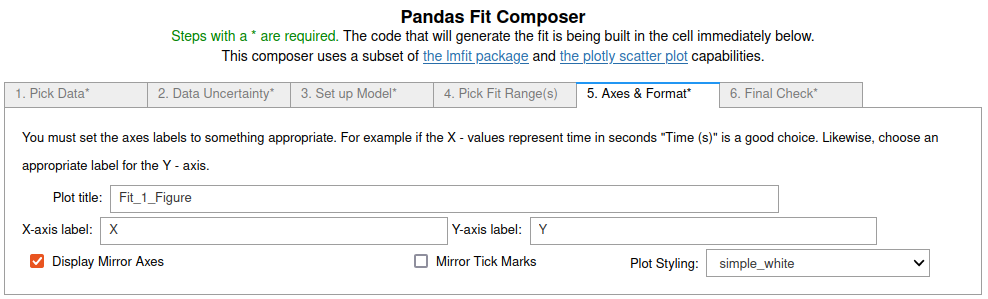 Pandas Fit Composer
Steps with a * are required. The code that will generate the fit is being built in the cell immediately below.
This composer uses a subset of the lmfit package and the plotly scatter plot capabilities.
1. Pick Data* 2. Data Uncertainty* 3. Set up Model* 4. Pick Fit Range(s) 5. Axes & Format* 6. Final Check*
You must set the axes labels to something appropriate. For example if the X - values represent time in seconds "Time (s)" is a good choice. Likewise, choose an
appropriate label for the Y - axis.
Plot title: Fit_1_Figure
X-axis label: X Y-axis label: Y
Display Mirror Axes Mirror Tick Marks Plot Styling: simple_white